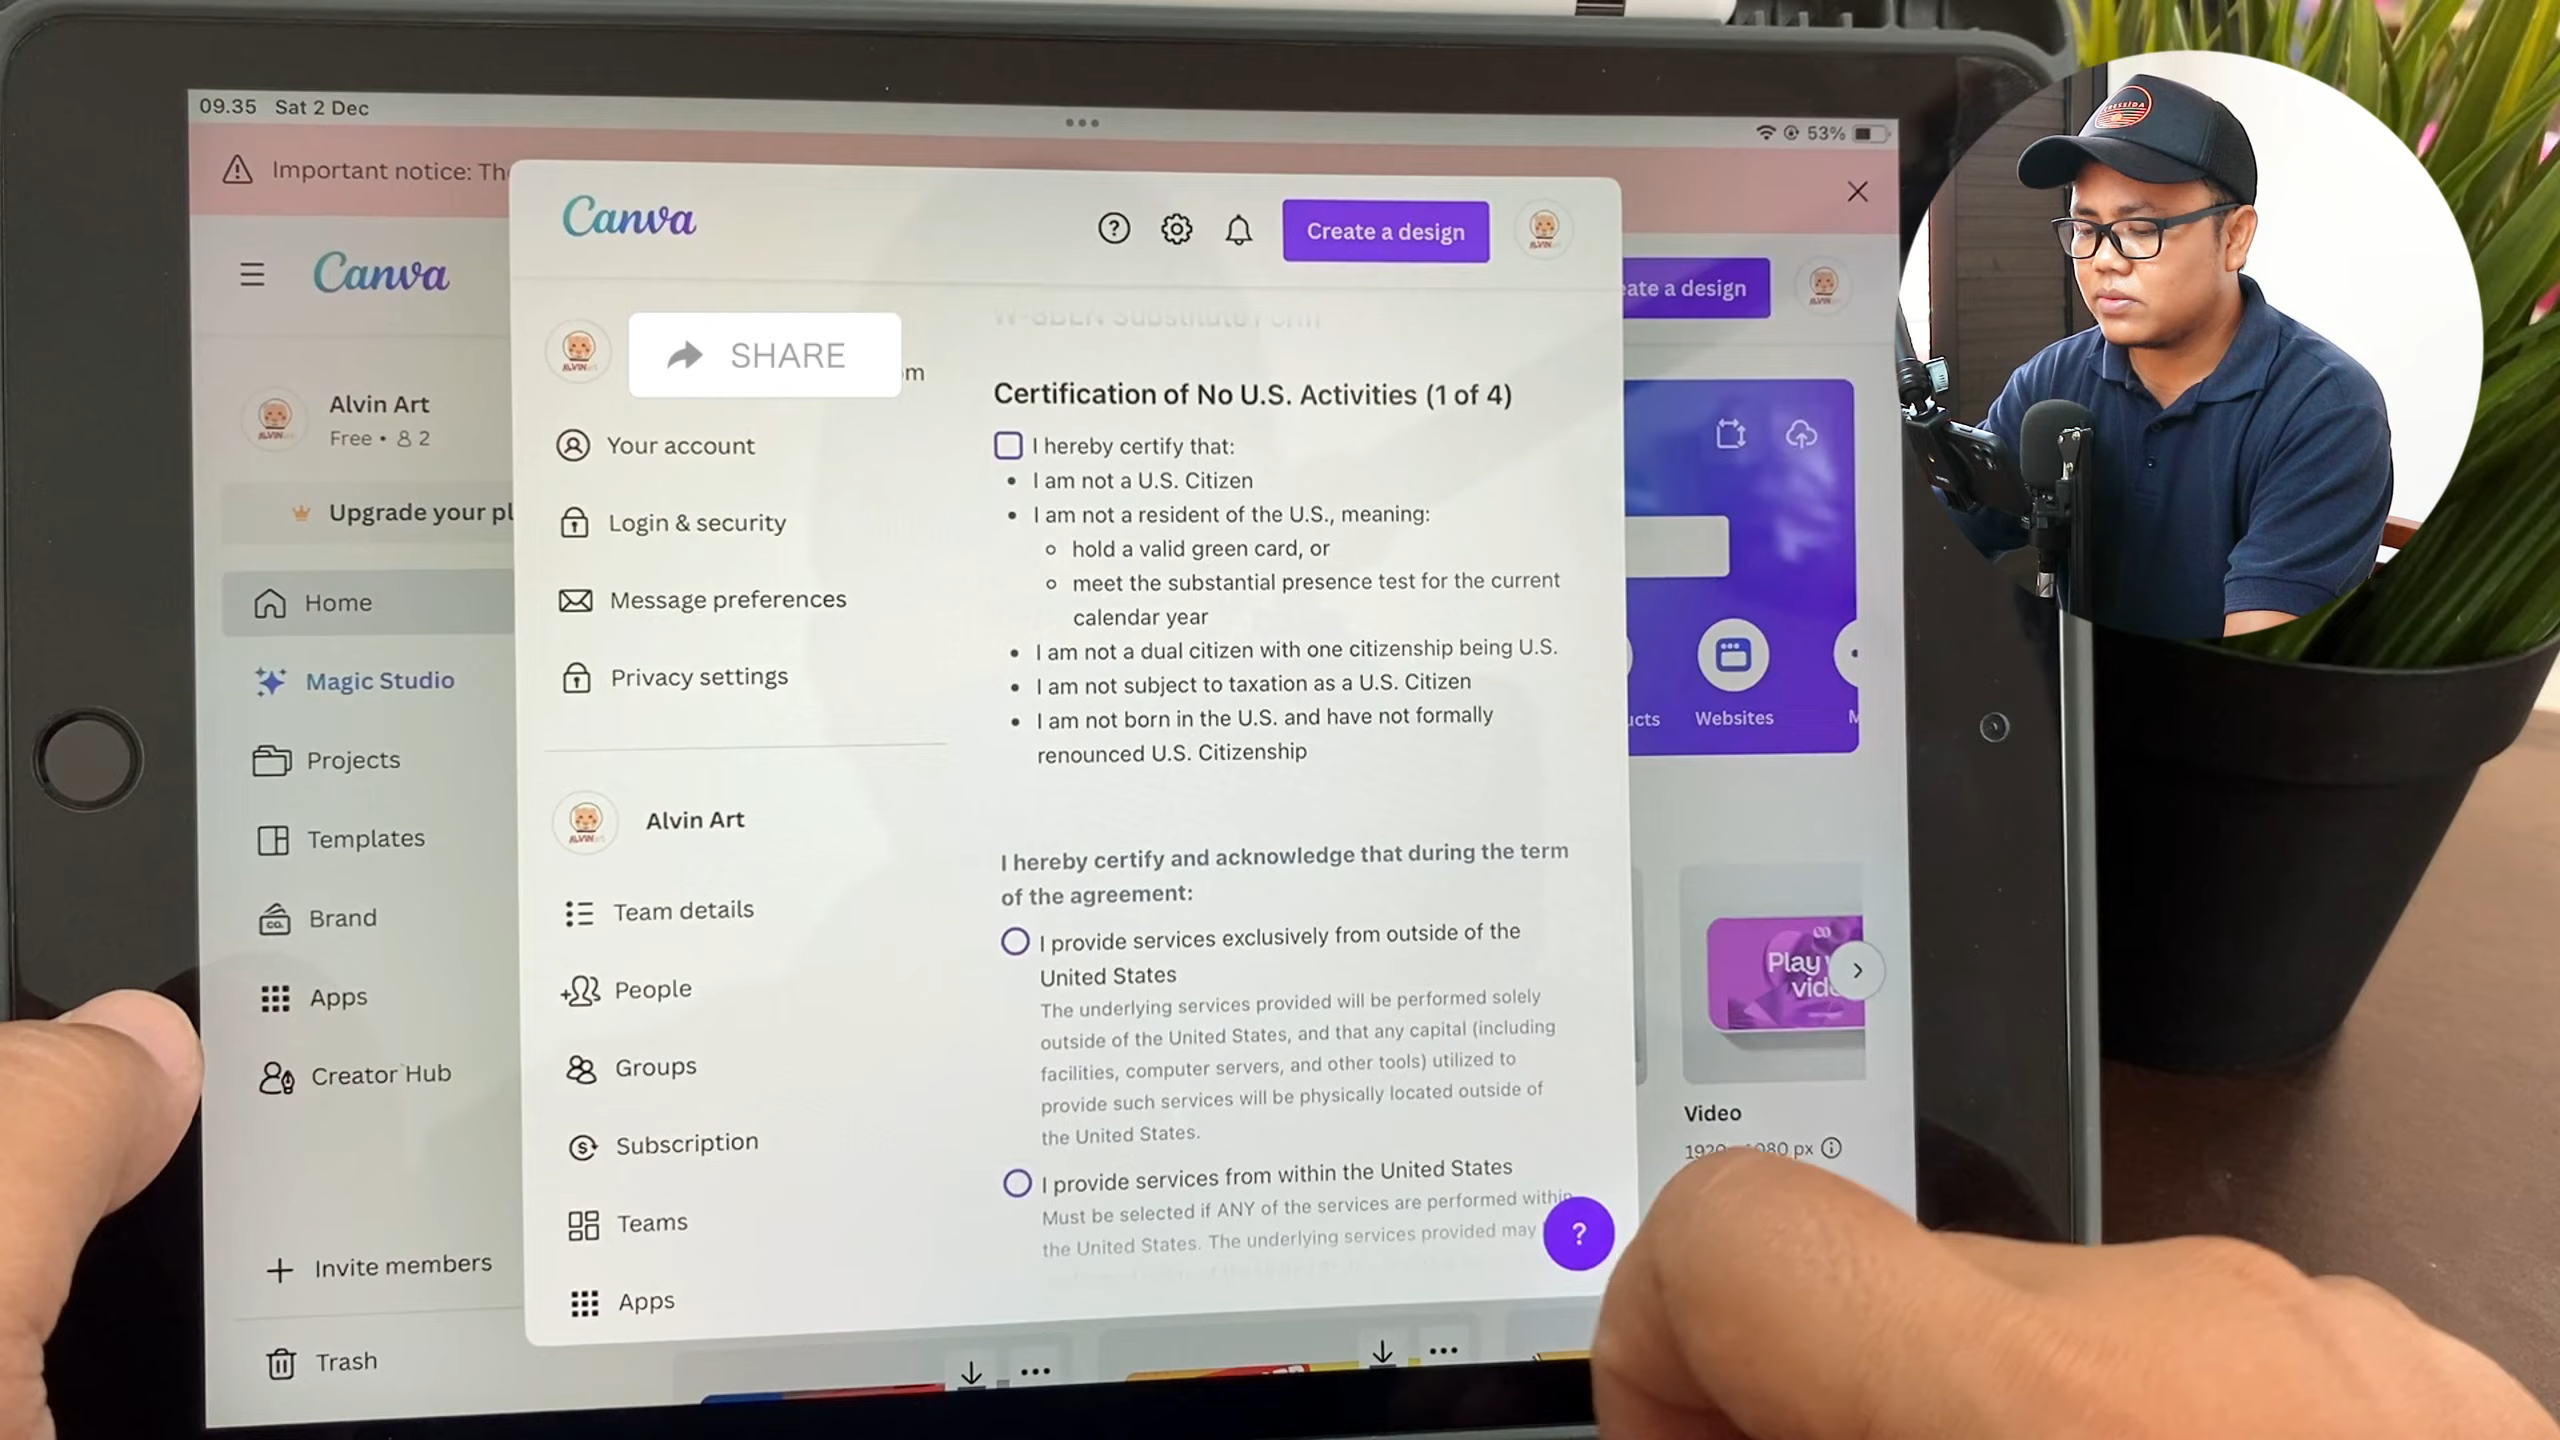 09.35 Sat 2 Dec
53%
Important notice: Th
Canva
Create a design
Canva
ate a design
W-8BEN Substitute Form
SHARE
m
Alvin Art
Free • 2
Upgrade your pl
Home
Magic Studio
Projects
Templates
Brand
Apps
Creator Hub
Invite members
Trash
Your account
Login & security
Message preferences
Privacy settings
Alvin Art
Team details
People
Groups
Subscription
Teams
Apps
Certification of No U.S. Activities (1 of 4)
I hereby certify that:
• I am not a U.S. Citizen
• I am not a resident of the U.S., meaning:
hold a valid green card, or
meet the substantial presence test for the current
calendar year
• I am not a dual citizen with one citizenship being U.S.
• I am not subject to taxation as a U.S. Citizen
• I am not born in the U.S. and have not formally
renounced U.S. Citizenship
I hereby certify and acknowledge that during the term
of the agreement:
I provide services exclusively from outside of the
United States
The underlying services provided will be performed solely
outside of the United States, and that any capital (including
facilities, computer servers, and other tools) utilized to
provide such services will be physically located outside of
the United States.
I provide services from within the United States
Must be selected if ANY of the services are performed within
the United States. The underlying services provided may
?
ucts
Websites
M
Play
vid
Video
1920 1080 px
CO.
ALVIN